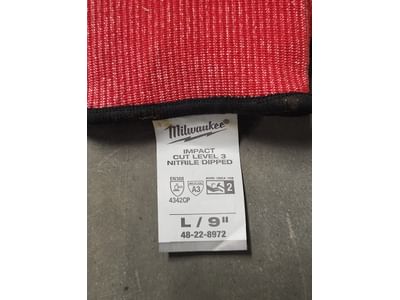 Milwaukee®
IMPACT
CUT LEVEL 3
NITRILE DIPPED
EN388
4342CP
A3
2
L / 9"
48-22-8972